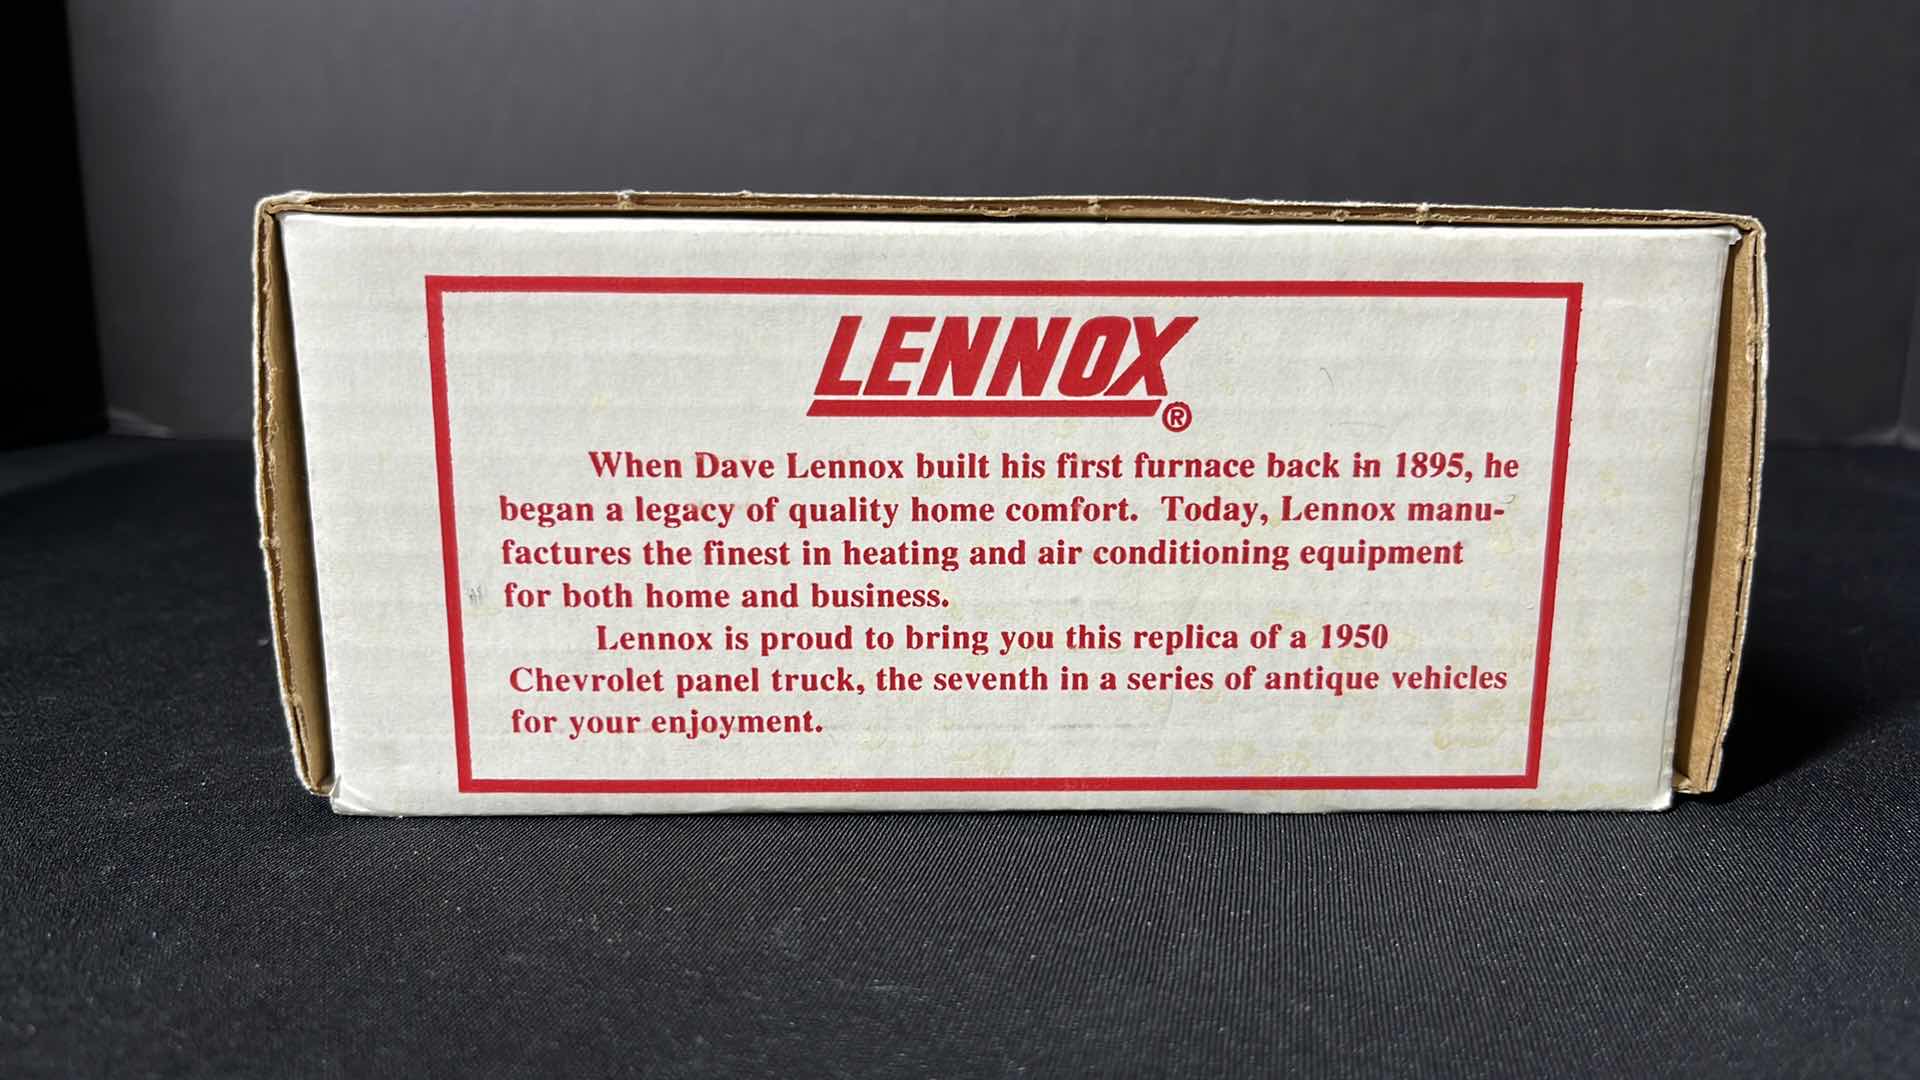 LENNOX®
When Dave Lennox built his first furnace back in 1895, he
began a legacy of quality home comfort. Today, Lennox manu-
factures the finest in heating and air conditioning equipment
for both home and business.
Lennox is proud to bring you this replica of a 1950
Chevrolet panel truck, the seventh in a series of antique vehicles
for your enjoyment.